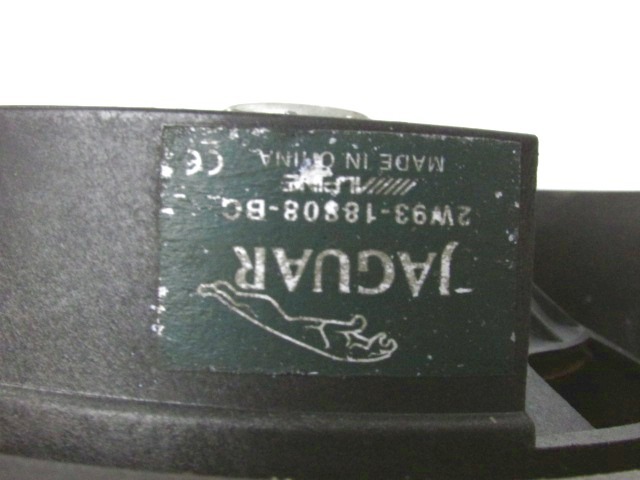 JAGUAR
2W93-18808-BC
ALPINE
MADE IN CHINA CE